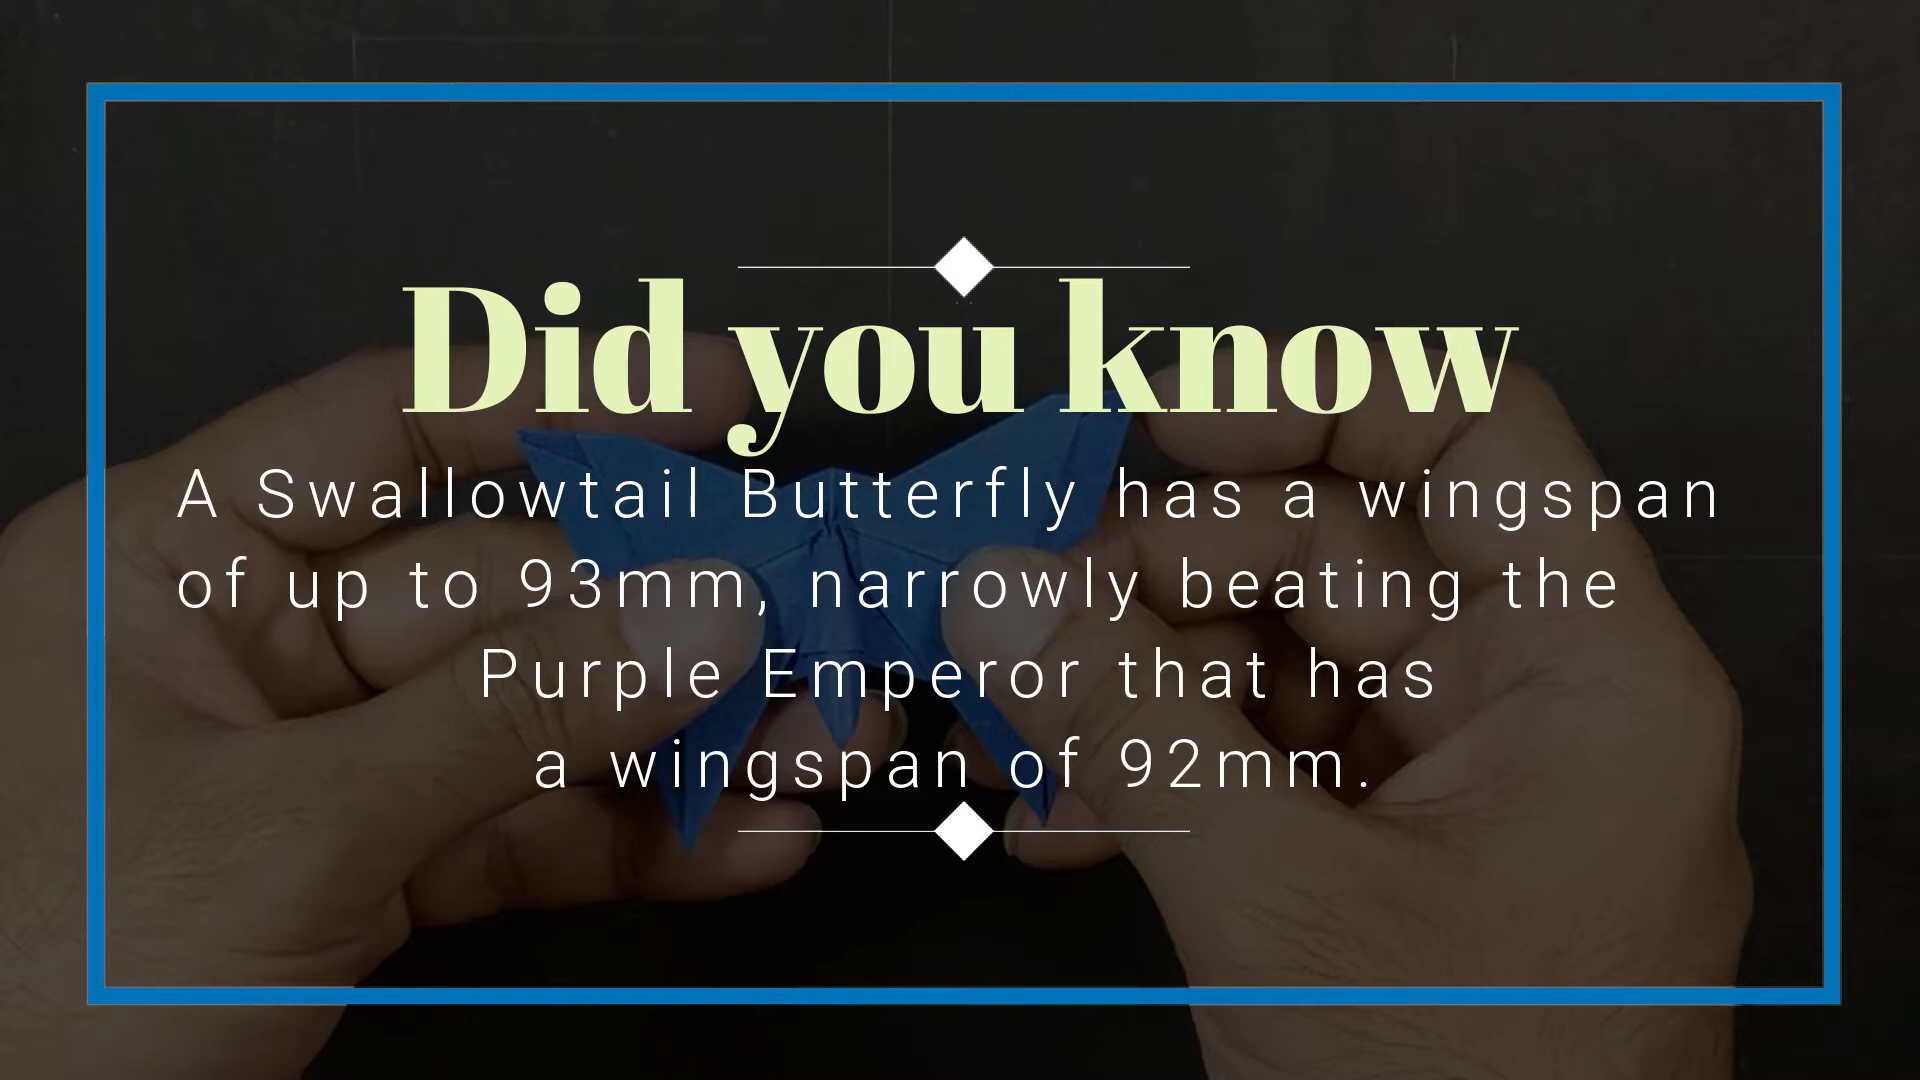 Did you know
A Swallowtail Butterfly has a wingspan
of up to 93mm, narrowly beating the
Purple Emperor that has
a wingspan of 92mm.